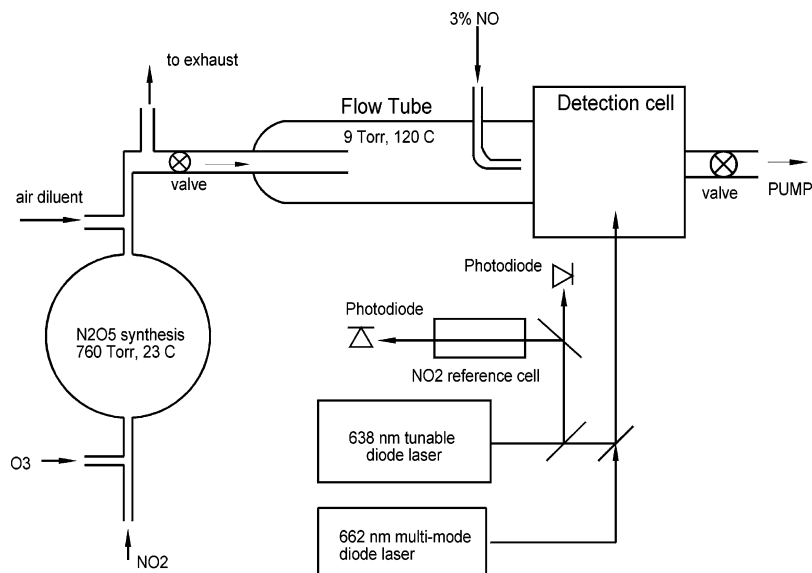 3% NO
to exhaust
Flow Tube
9 Torr, 120 C
Detection cell
valve
valve
PUMP
air diluent
N2O5 synthesis
760 Torr, 23 C
Photodiode
Photodiode
NO2 reference cell
638 nm tunable
diode laser
O3
662 nm multi-mode
diode laser
NO2